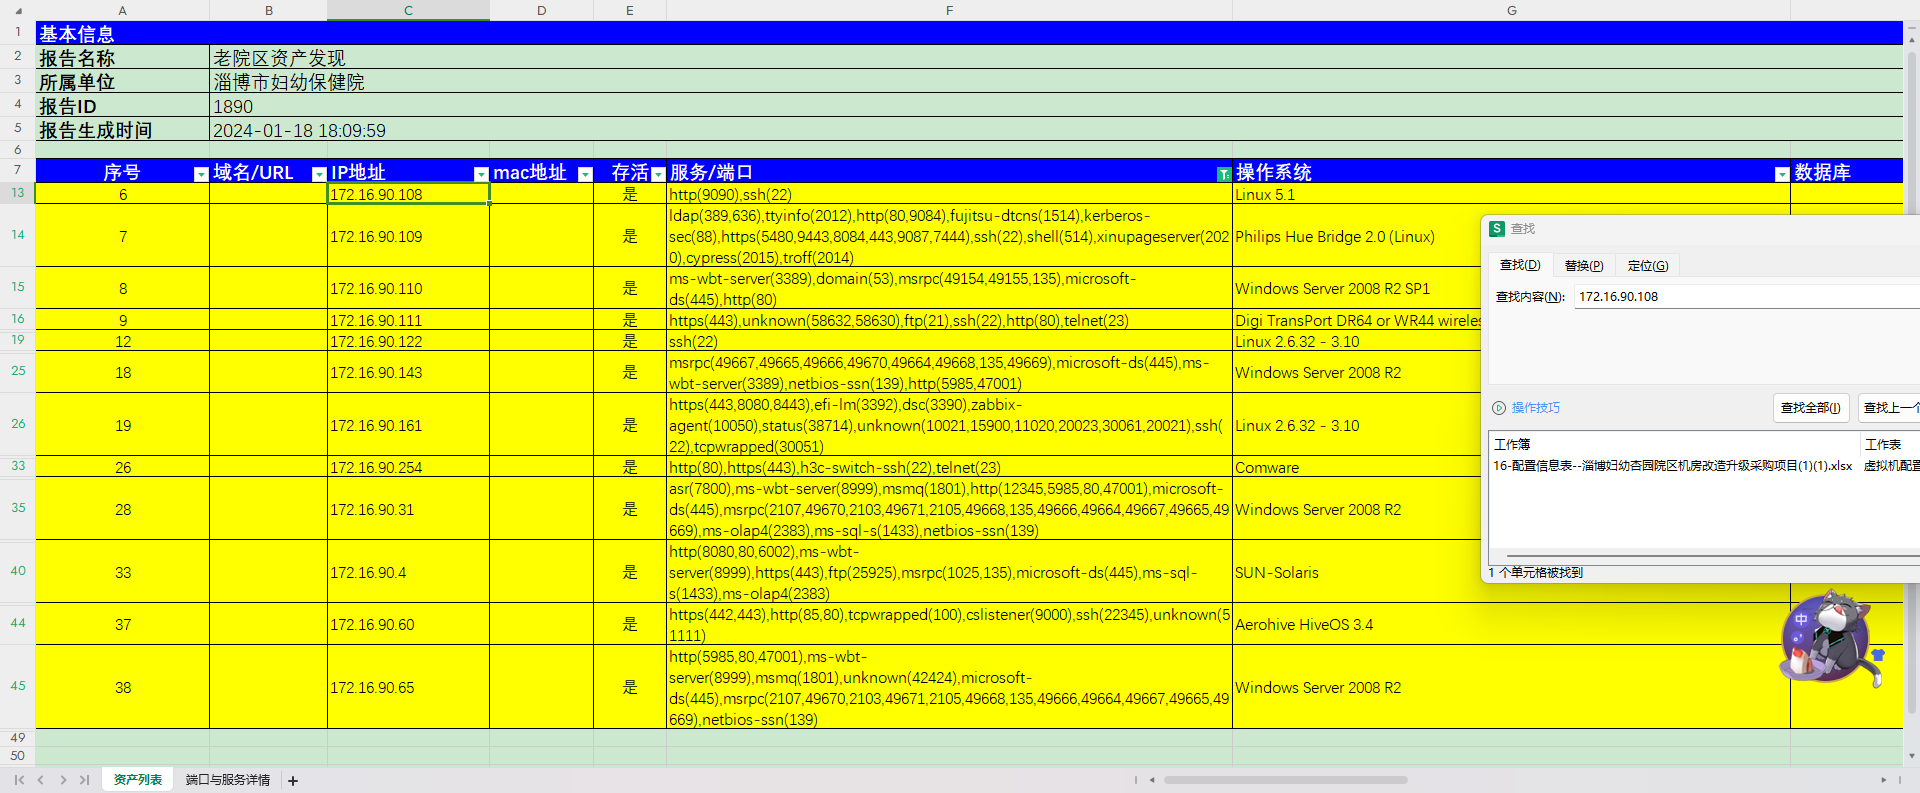 A B C D E F G
1 基本信息
2 报告名称 老院区资产发现
3 所属单位 淄博市妇幼保健院
4 报告ID 1890
5 报告生成时间 2024-01-18 18:09:59
6
7 序号 域名/URL IP地址 mac地址 存活 服务/端口 操作系统 数据库
13 6 172.16.90.108 是 http(9090),ssh(22) Linux 5.1
14 7 172.16.90.109 是 ldap(389,636),ttyinfo(2012),http(80,9084),fujitsu-dtcns(1514),kerberos-
sec(88),https(5480,9443,8084,443,9087,7444),ssh(22),shell(514),xinupageserver(202
0),cypress(2015),troff(2014)
Philips Hue Bridge 2.0 (Linux)
15 8 172.16.90.110 是 ms-wbt-server(3389),domain(53),msrpc(49154,49155,135),microsoft-
ds(445),http(80)
Windows Server 2008 R2 SP1
16 9 172.16.90.111 是 https(443),unknown(58632,58630),ftp(21),ssh(22),http(80),telnet(23) Digi TransPort DR64 or WR44 wireles
19 12 172.16.90.122 是 ssh(22) Linux 2.6.32 - 3.10
25 18 172.16.90.143 是 msrpc(49667,49665,49666,49670,49664,49668,135,49669),microsoft-ds(445),ms-
wbt-server(3389),netbios-ssn(139),http(5985,47001)
Windows Server 2008 R2
26 19 172.16.90.161 是 https(443,8080,8443),efi-lm(3392),dsc(3390),zabbix-
agent(10050),status(38714),unknown(10021,15900,11020,20023,30061,20021),ssh(
22),tcpwrapped(30051)
Linux 2.6.32 - 3.10
33 26 172.16.90.254 是 http(80),https(443),h3c-switch-ssh(22),telnet(23) Comware
35 28 172.16.90.31 是 asr(7800),ms-wbt-server(8999),msmq(1801),http(12345,5985,80,47001),microsoft-
ds(445),msrpc(2107,49670,2103,49671,2105,49668,135,49666,49664,49667,49665,49
669),ms-olap4(2383),ms-sql-s(1433),netbios-ssn(139)
Windows Server 2008 R2
40 33 172.16.90.4 是 http(8080,80,6002),ms-wbt-
server(8999),https(443),ftp(25925),msrpc(1025,135),microsoft-ds(445),ms-sql-
s(1433),ms-olap4(2383)
SUN-Solaris
44 37 172.16.90.60 是 https(442,443),http(85,80),tcpwrapped(100),cslistener(9000),ssh(22345),unknown(5
1111)
Aerohive HiveOS 3.4
45 38 172.16.90.65 是 http(5985,80,47001),ms-wbt-
server(8999),msmq(1801),unknown(42424),microsoft-
ds(445),msrpc(2107,49670,2103,49671,2105,49668,135,49666,49664,49667,49665,49
669),netbios-ssn(139)
Windows Server 2008 R2
49
50
S 查找
查找(D) 替换(P) 定位(G)
查找内容(N): 172.16.90.108
操作技巧 查找全部(I) 查找上一个
工作簿 工作表
16-配置信息表--淄博妇幼杏园院区机房改造升级采购项目(1)(1).xlsx 虚拟机配置
1 个单元格被找到
中
资产列表 端口与服务详情 +